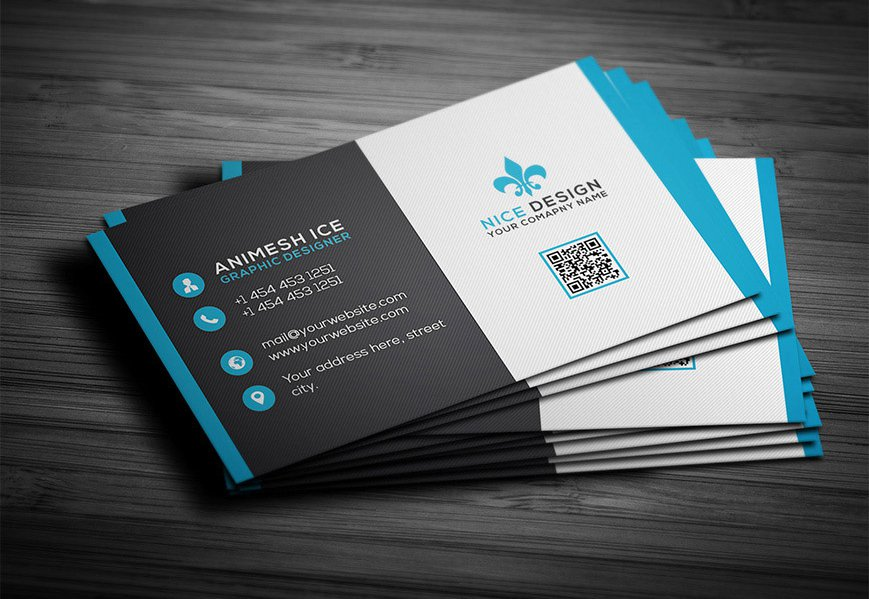 ANIMESH ICE
GRAPHIC DESIGNER
+1 454 453 1251
+1 454 453 1251
mail@yourwebsite.com
www.yourwebsite.com
Your address here, street
city.
NICE DESIGN
YOUR COMAPNY NAME